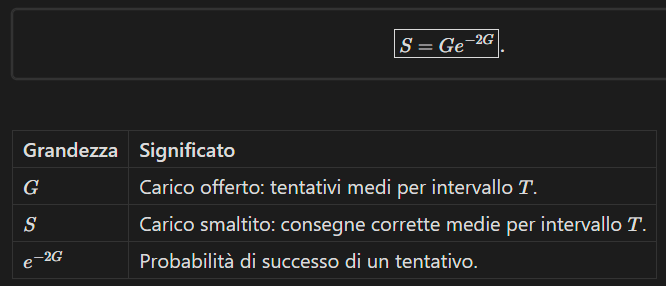 S = Ge^{-2G}.
Grandezza Significato
G Carico offerto: tentativi medi per intervallo T.
S Carico smaltito: consegne corrette medie per intervallo T.
e^{-2G} Probabilità di successo di un tentativo.